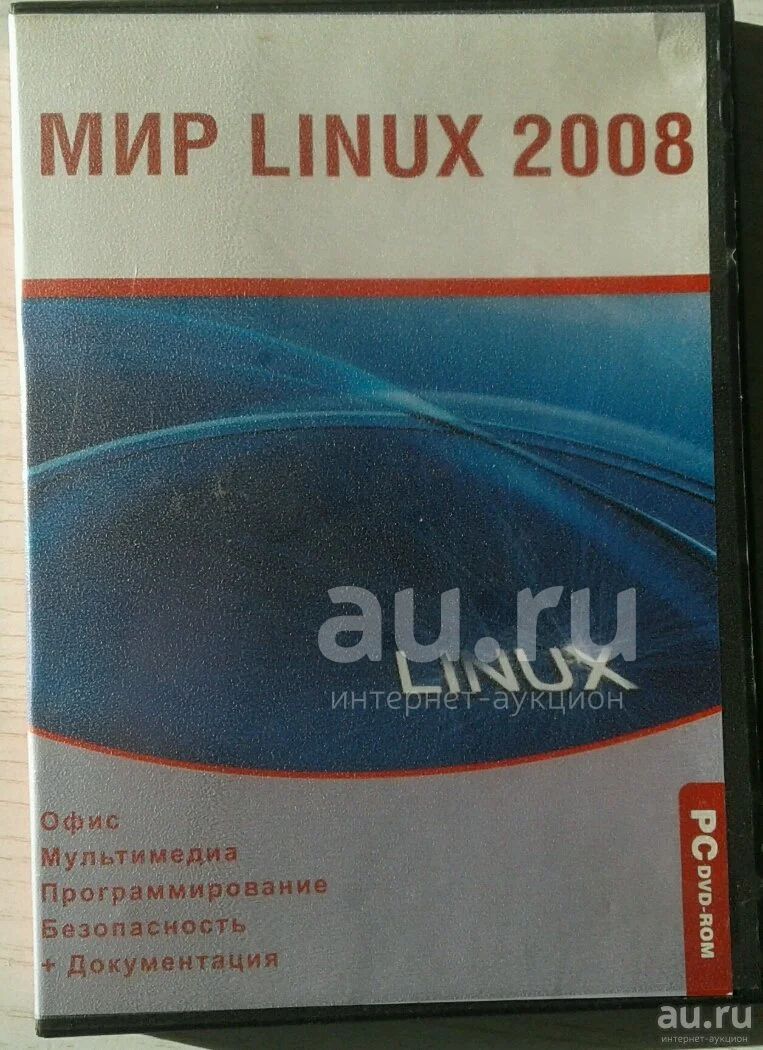 МИР LINUX 2008
au.ru
LINUX
интернет-аукцион
Офис
Мультимедиа
Программирование
Безопасность
+ Документация
PC DVD-ROM
au.ru
интернет-аукцион